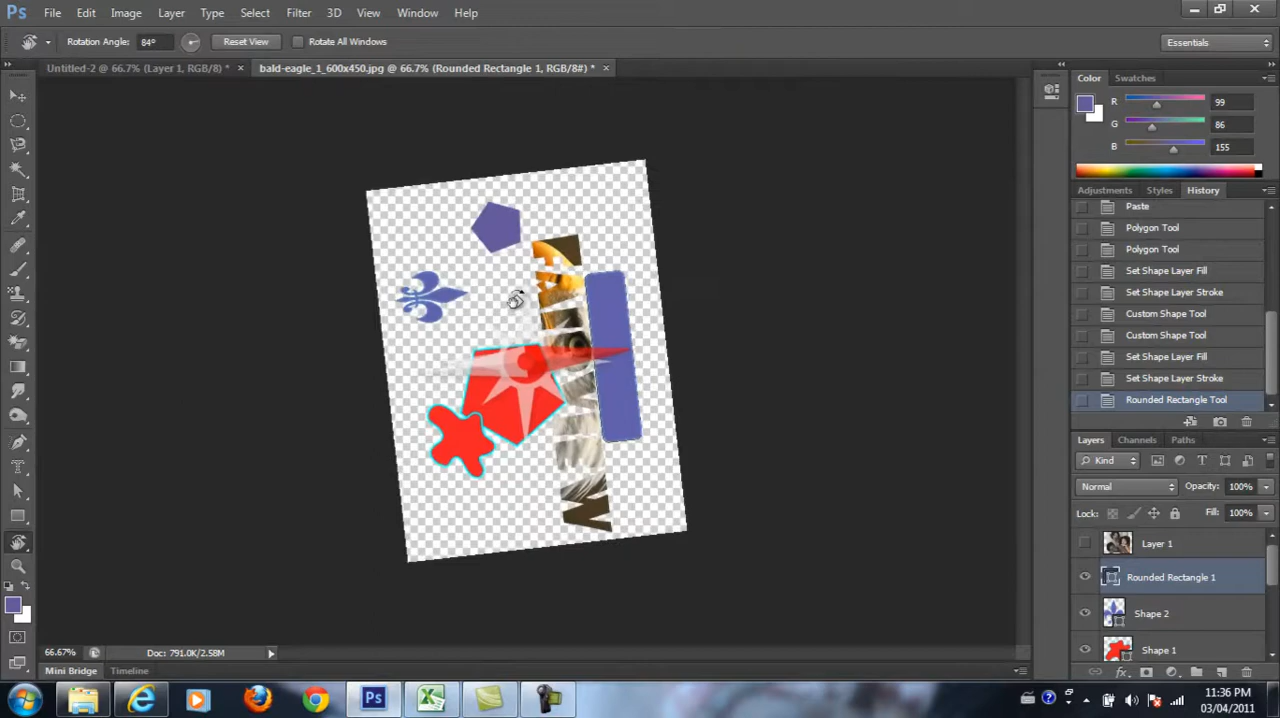 Ps File Edit Image Layer Type Select Filter 3D View Window Help
Rotation Angle: 84° Reset View Rotate All Windows Essentials
Untitled-2 @ 66.7% (Layer 1, RGB/8) * × bald-eagle_1_600x450.jpg @ 66.7% (Rounded Rectangle 1, RGB/8#) * ×
Color Swatches
R 99
G 86
B 155
Adjustments Styles History
Paste
Polygon Tool
Polygon Tool
Set Shape Layer Fill
Set Shape Layer Stroke
Custom Shape Tool
Custom Shape Tool
Set Shape Layer Fill
Set Shape Layer Stroke
Rounded Rectangle Tool
Layers Channels Paths
Kind
Normal Opacity: 100%
Lock: Fill: 100%
Layer 1
Rounded Rectangle 1
Shape 2
Shape 1
66.67% Doc: 791.0K/2.58M
Mini Bridge Timeline
Ps
11:36 PM
03/04/2011